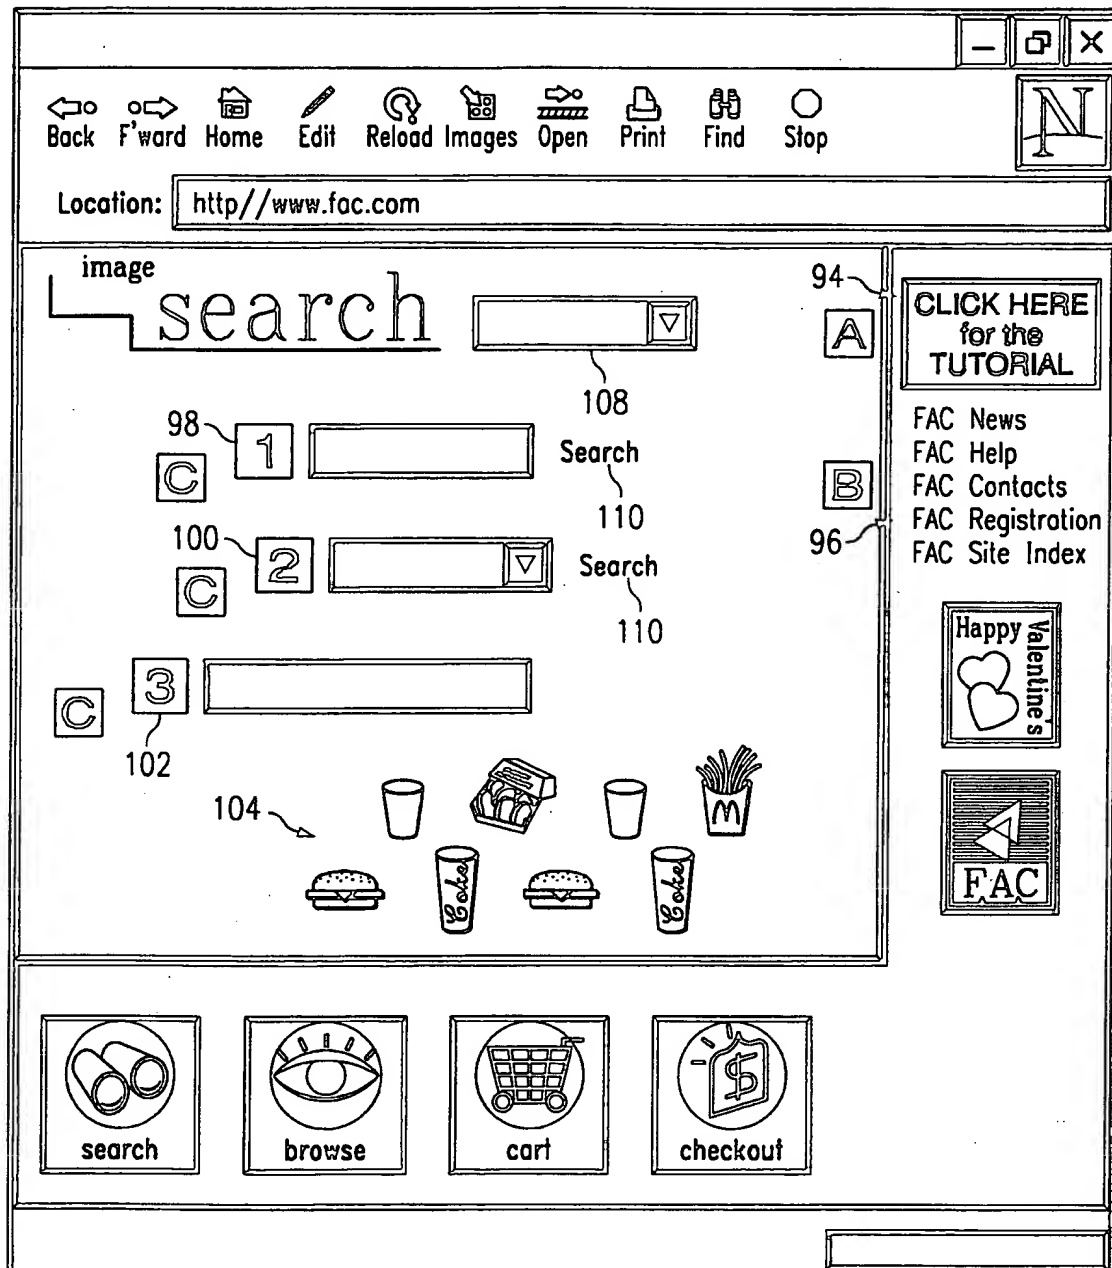 N
Back F'ward Home Edit Reload Images Open Print Find Stop
Location: http//www.fac.com
image
search
108
A
94
98
1
Search
110
C
B
96
100
2
Search
110
C
3
C
102
104
M
Coke
Coke
CLICK HERE
for the
TUTORIAL
FAC News
FAC Help
FAC Contacts
FAC Registration
FAC Site Index
Happy
Valentine's
FAC
search
browse
cart
$
checkout